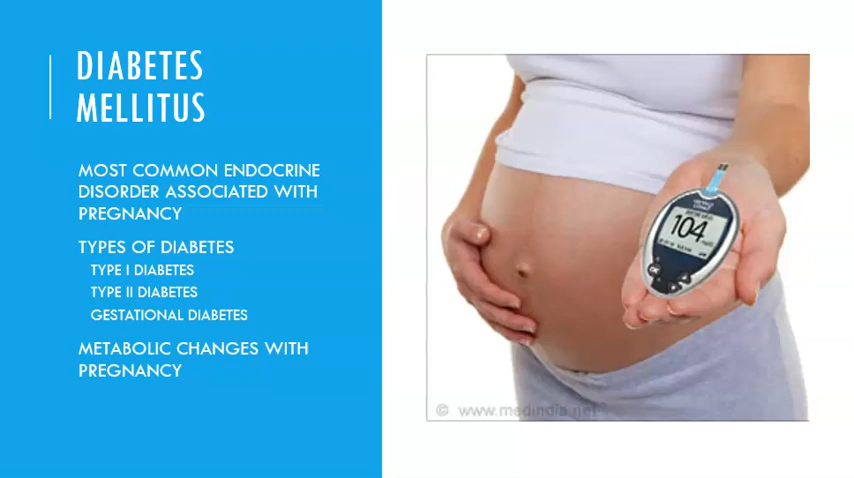 DIABETES
MELLITUS
MOST COMMON ENDOCRINE
DISORDER ASSOCIATED WITH
PREGNANCY
TYPES OF DIABETES
TYPE I DIABETES
TYPE II DIABETES
GESTATIONAL DIABETES
METABOLIC CHANGES WITH
PREGNANCY
104
© www.medindia.net